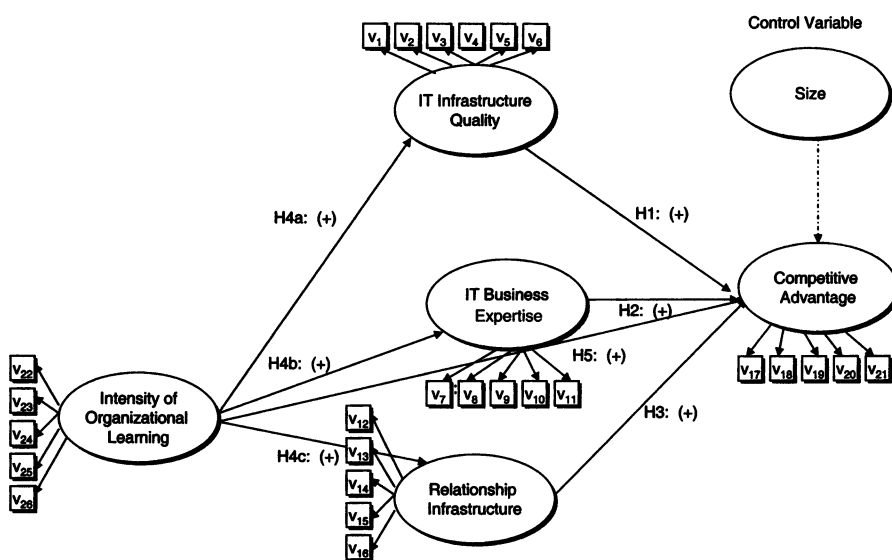 Control Variable
v1 v2 v3 v4 v5 v6
IT Infrastructure
Quality
Size
H4a: (+)
H1: (+)
IT Business
Expertise
Competitive
Advantage
H2: (+)
H5: (+)
H4b: (+)
v7 v8 v9 v10 v11
v17 v18 v19 v20 v21
v22
v23
v24
v25
v26
Intensity of
Organizational
Learning
H3: (+)
H4c: (+)
v12
v13
v14
v15
v16
Relationship
Infrastructure